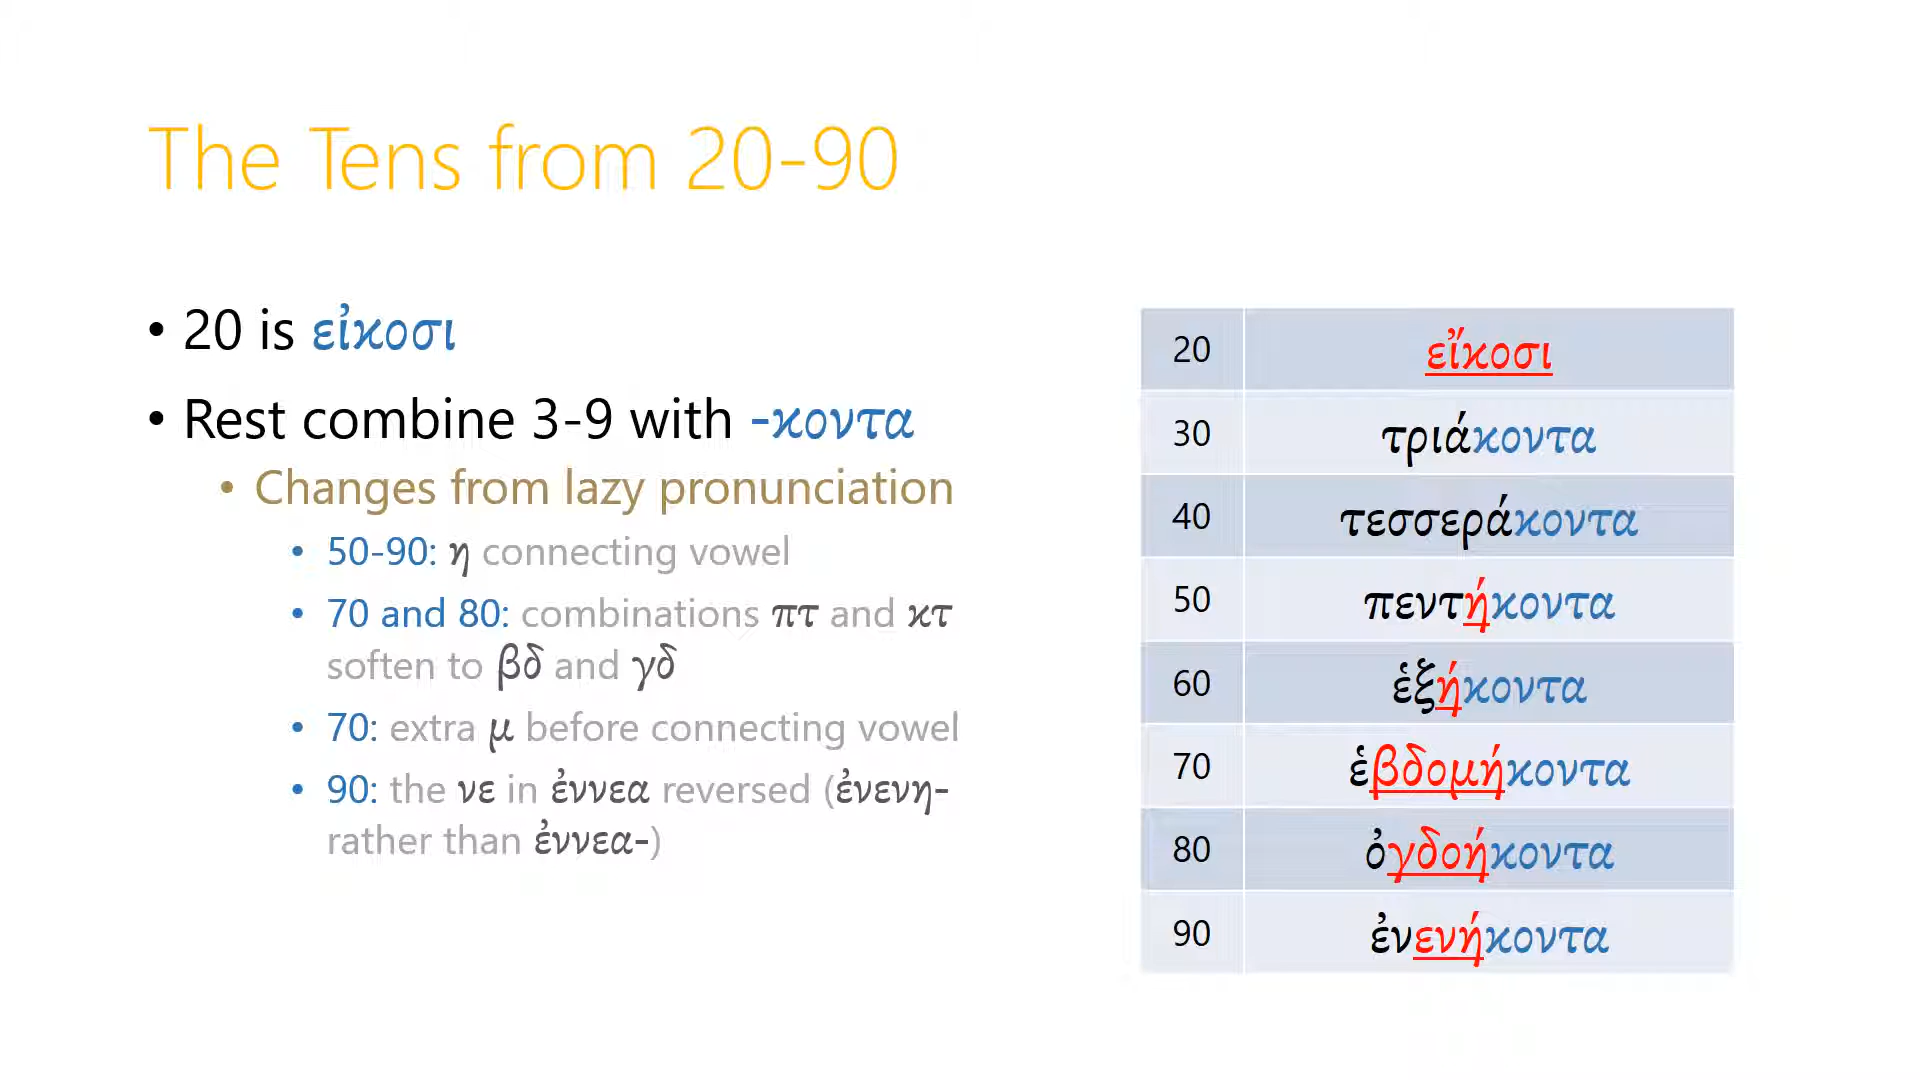 The Tens from 20-90
• 20 is εἰκοσι
• Rest combine 3-9 with -κοντα
• Changes from lazy pronunciation
• 50-90: η connecting vowel
• 70 and 80: combinations πτ and κτ
soften to βδ and γδ
• 70: extra μ before connecting vowel
• 90: the νε in ἐννεα reversed (ἐνενη-
rather than ἐννεα-)
20 εἴκοσι
30 τριάκοντα
40 τεσσεράκοντα
50 πεντήκοντα
60 ἑξήκοντα
70 ἑβδομήκοντα
80 ὀγδοήκοντα
90 ἐνενήκοντα